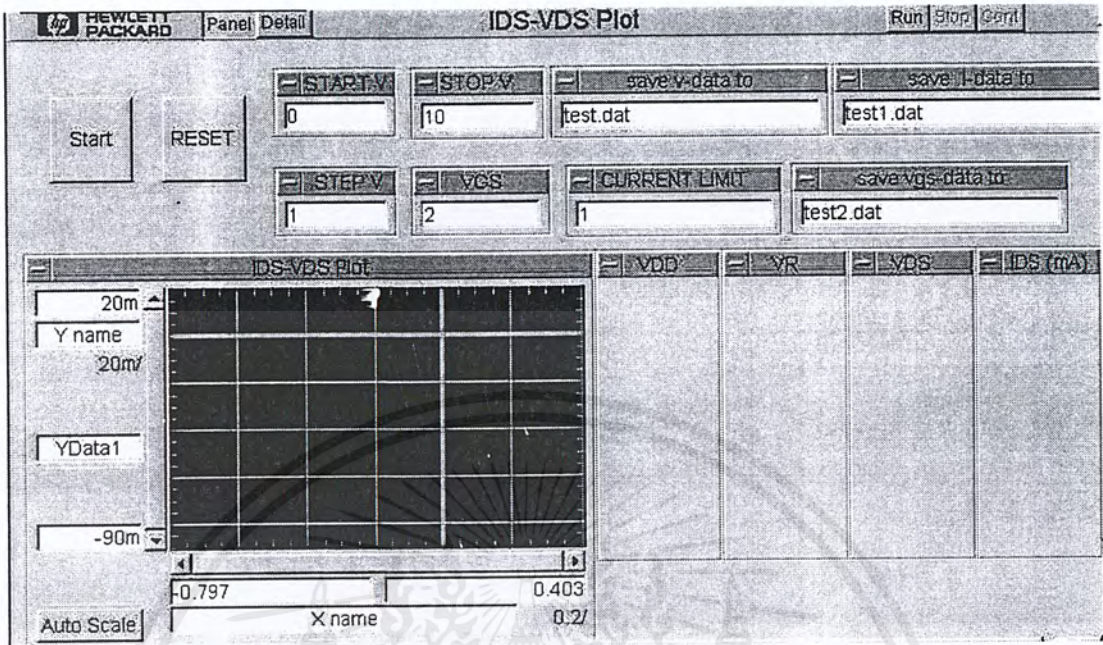 hp HEWLETT PACKARD Panel Detail IDS-VDS Plot Run Stop Cont
START V STOP V save v-data to save I-data to
0 10 test.dat test1.dat
Start RESET
STEP V VGS CURRENT LIMIT save vgs-data to
1 2 1 test2.dat
IDS-VDS Plot VDD VR VDS IDS (mA)
20m
Y name
20m/
YData1
-90m
-0.797 0.403
Auto Scale X name 0.2/